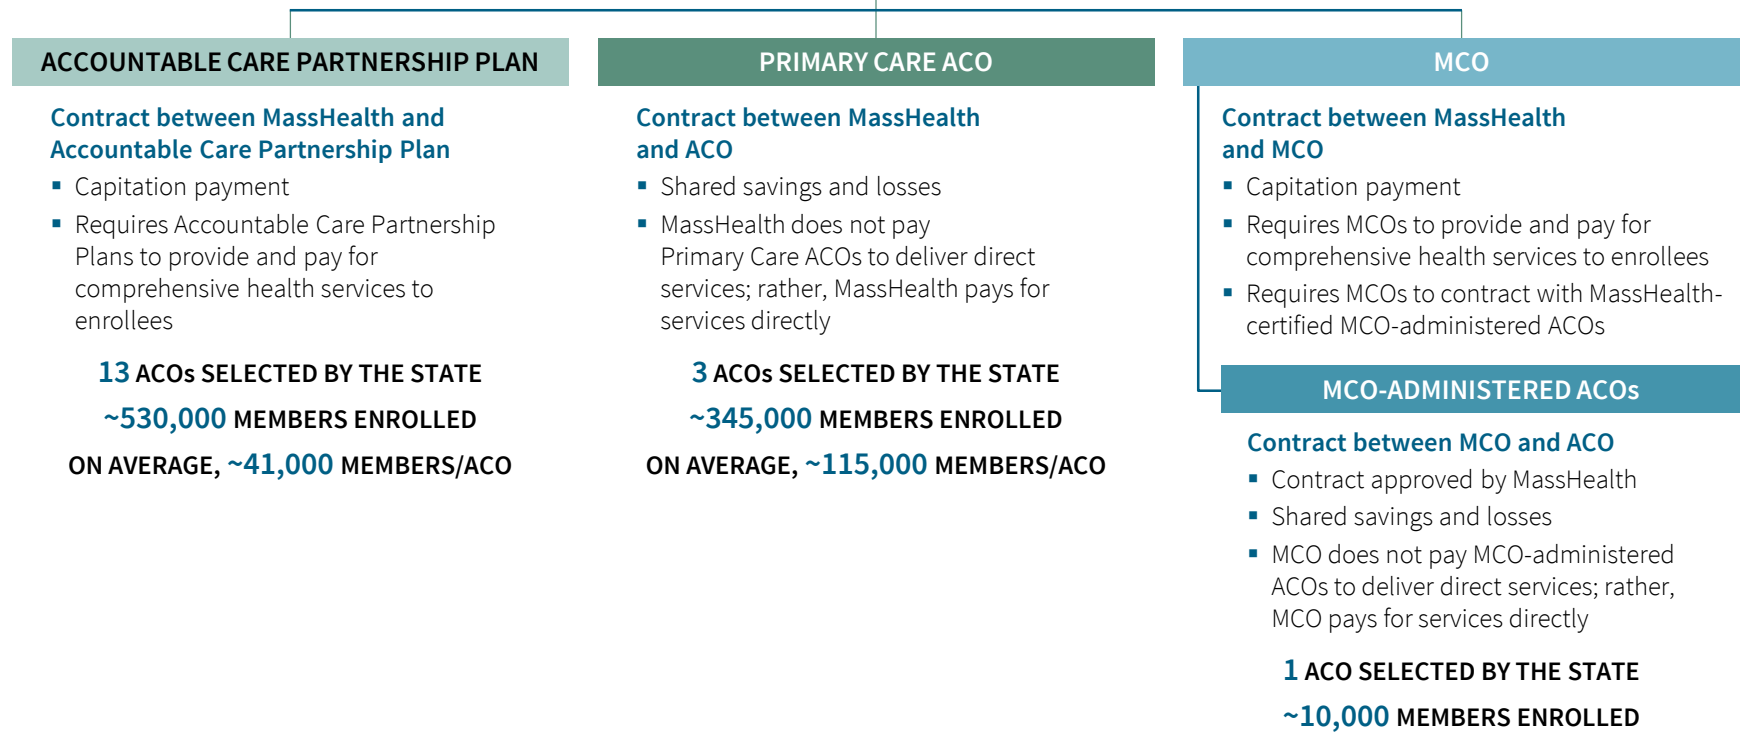 ACCOUNTABLE CARE PARTNERSHIP PLAN
Contract between MassHealth and
Accountable Care Partnership Plan
▪ Capitation payment
▪ Requires Accountable Care Partnership
Plans to provide and pay for
comprehensive health services to
enrollees
13 ACOs SELECTED BY THE STATE
~530,000 MEMBERS ENROLLED
ON AVERAGE, ~41,000 MEMBERS/ACO
PRIMARY CARE ACO
Contract between MassHealth
and ACO
▪ Shared savings and losses
▪ MassHealth does not pay
Primary Care ACOs to deliver direct
services; rather, MassHealth pays for
services directly
3 ACOs SELECTED BY THE STATE
~345,000 MEMBERS ENROLLED
ON AVERAGE, ~115,000 MEMBERS/ACO
MCO
Contract between MassHealth
and MCO
▪ Capitation payment
▪ Requires MCOs to provide and pay for
comprehensive health services to enrollees
▪ Requires MCOs to contract with MassHealth-
certified MCO-administered ACOs
MCO-ADMINISTERED ACOs
Contract between MCO and ACO
▪ Contract approved by MassHealth
▪ Shared savings and losses
▪ MCO does not pay MCO-administered
ACOs to deliver direct services; rather,
MCO pays for services directly
1 ACO SELECTED BY THE STATE
~10,000 MEMBERS ENROLLED